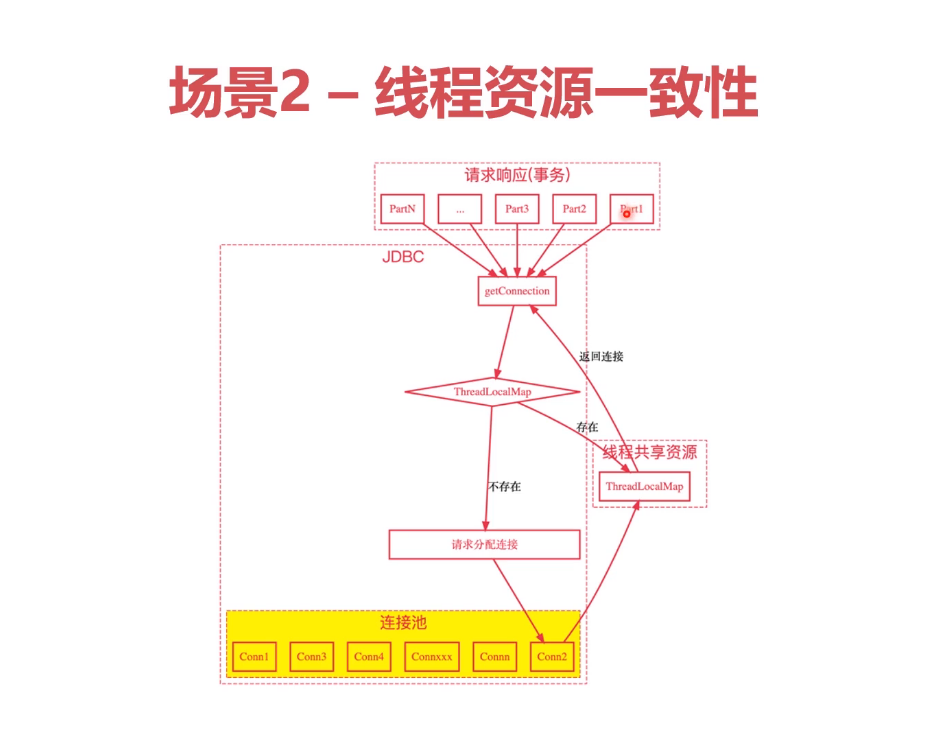 场景2 – 线程资源一致性
请求响应(事务)
PartN
...
Part3
Part2
Part1
JDBC
getConnection
返回连接
ThreadLocalMap
存在
线程共享资源
ThreadLocalMap
不存在
请求分配连接
连接池
Conn1
Conn3
Conn4
Connxxx
Connn
Conn2